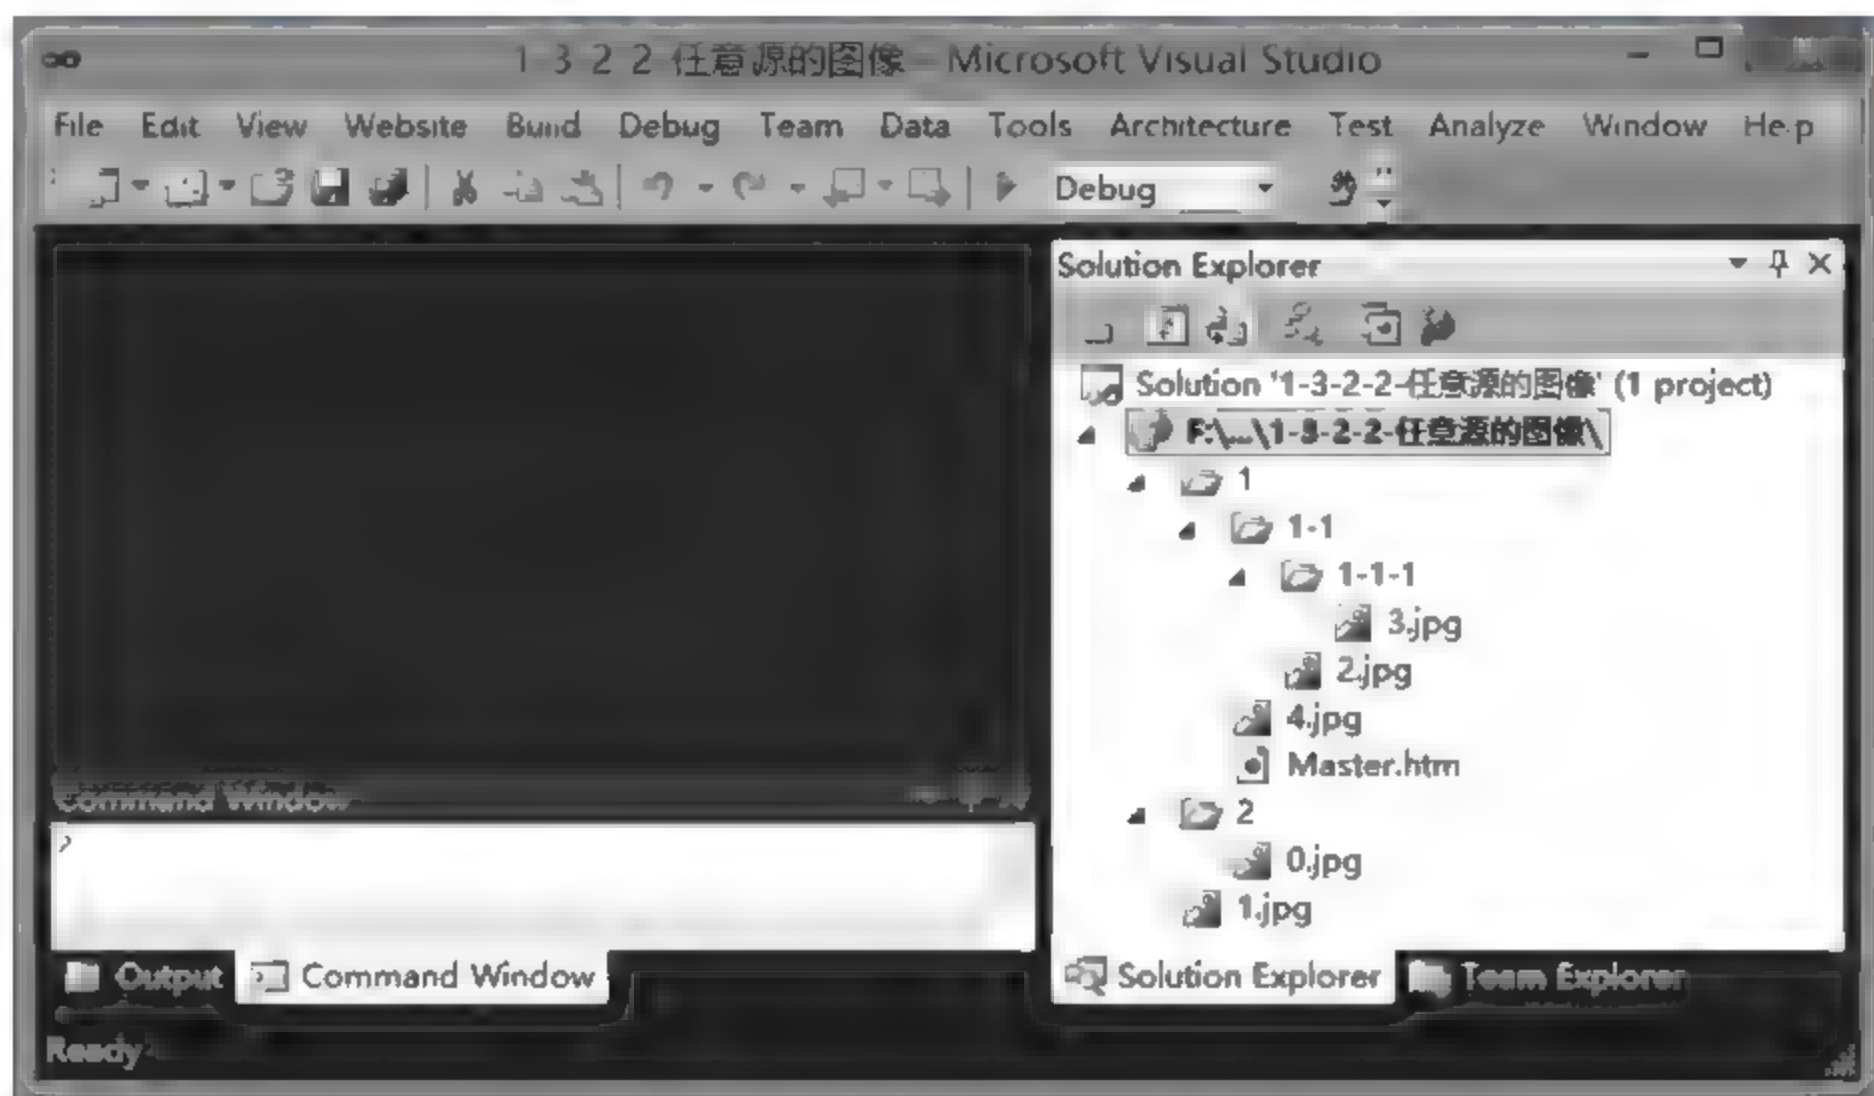 1-3-2-2-任意源的图像 - Microsoft Visual Studio
File Edit View Website Build Debug Team Data Tools Architecture Test Analyze Window Help
Debug
Solution Explorer
Solution '1-3-2-2-任意源的图像' (1 project)
F:\...\1-3-2-2-任意源的图像\
1
1-1
1-1-1
3.jpg
2.jpg
4.jpg
Master.htm
2
0.jpg
1.jpg
Command Window
>
Output Command Window
Solution Explorer Team Explorer
Ready